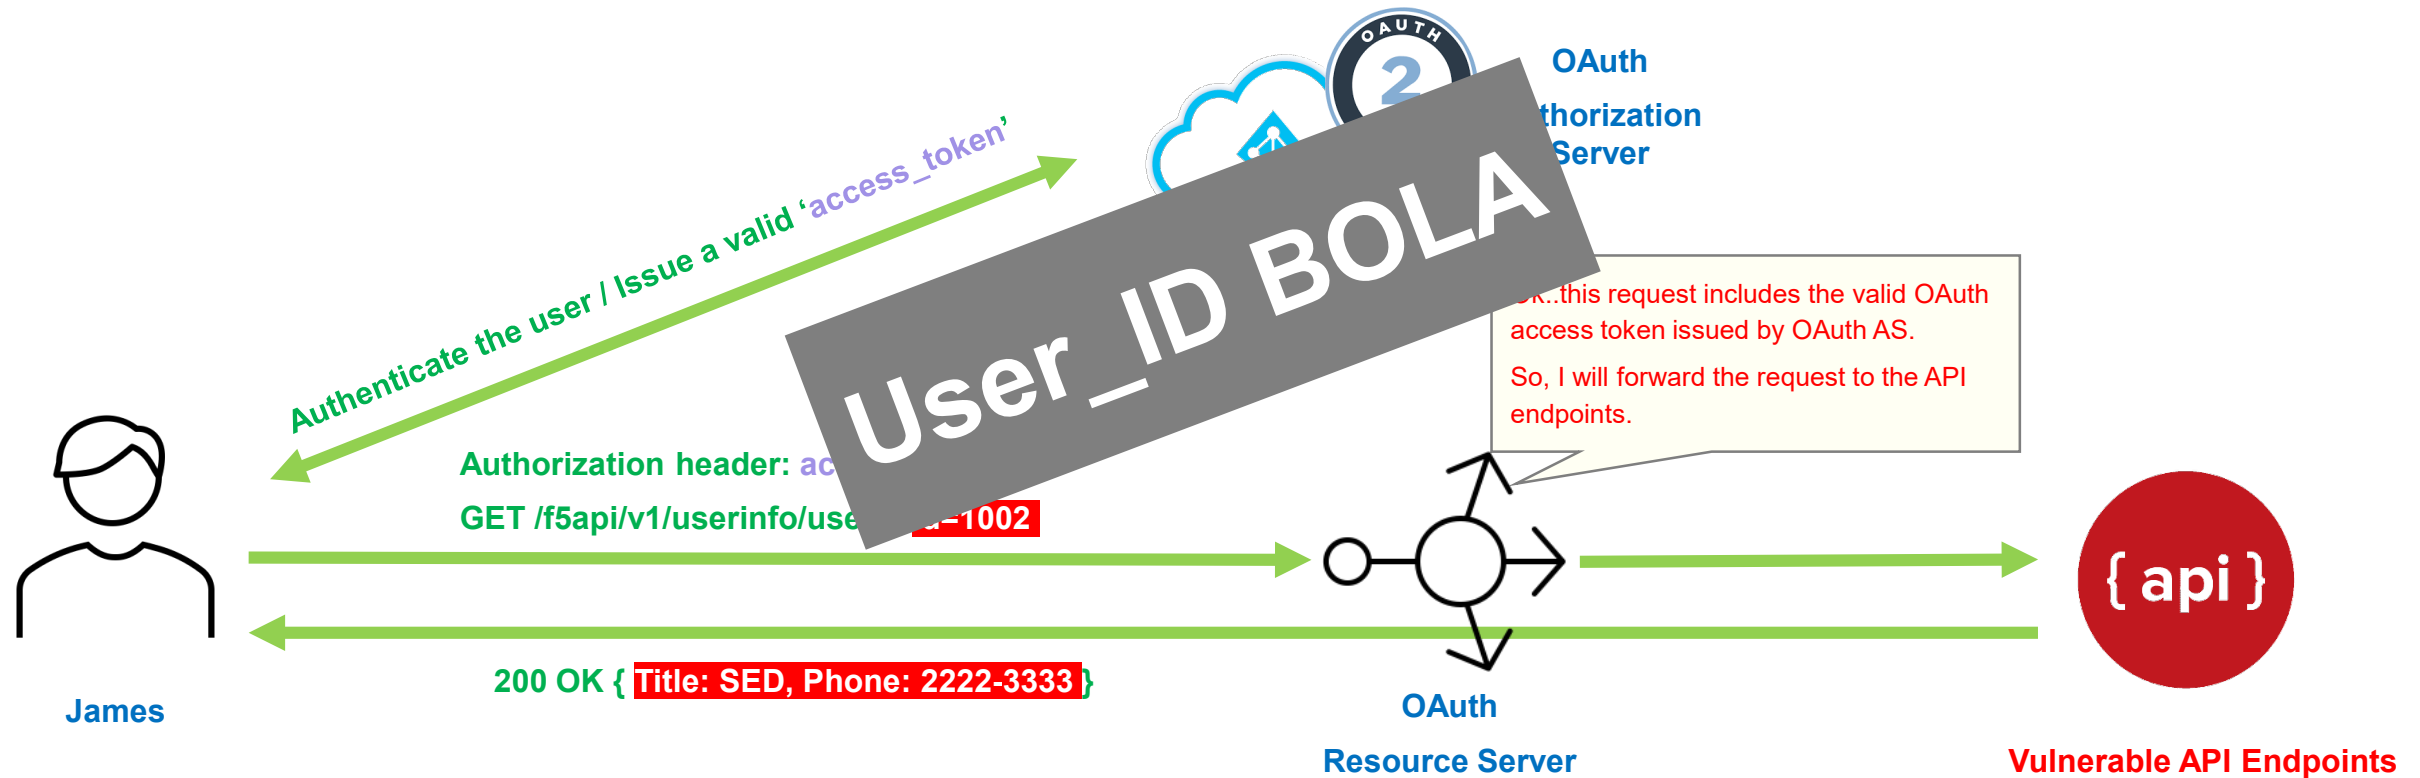 OAUTH
2
OAuth
thorization
Server
Authenticate the user / Issue a valid ‘access_token’
User_ID BOLA
this request includes the valid OAuth
access token issued by OAuth AS.
So, I will forward the request to the API
endpoints.
Authorization header: ac
GET /f5api/v1/userinfo/use =1002
{ api }
200 OK { Title: SED, Phone: 2222-3333 }
James
OAuth
Resource Server
Vulnerable API Endpoints